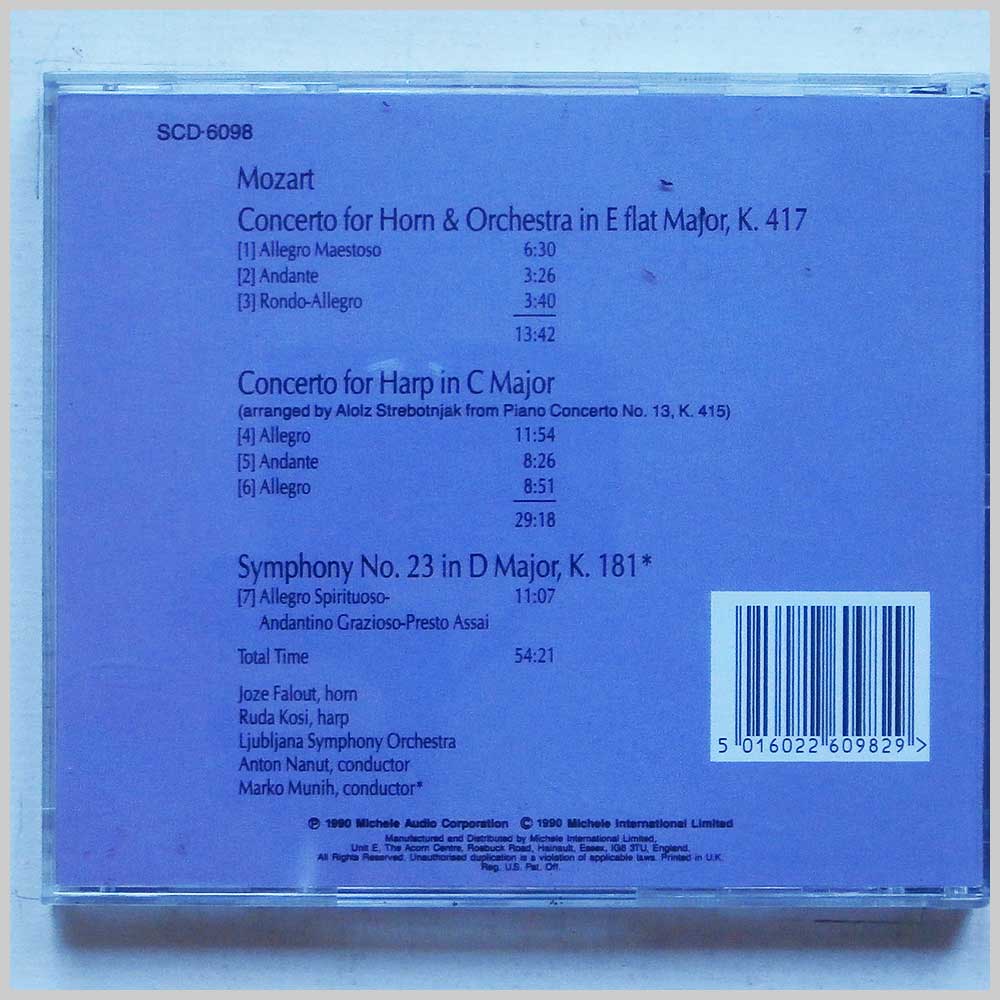 SCD-6098
Mozart
Concerto for Horn & Orchestra in E flat Major, K. 417
[1] Allegro Maestoso 6:30
[2] Andante 3:26
[3] Rondo-Allegro 3:40
13:42
Concerto for Harp in C Major
(arranged by Alolz Strebotnjak from Piano Concerto No. 13, K. 415)
[4] Allegro 11:54
[5] Andante 8:26
[6] Allegro 8:51
29:18
Symphony No. 23 in D Major, K. 181*
[7] Allegro Spirituoso- 11:07
Andantino Grazioso-Presto Assai
Total Time 54:21
Joze Falout, horn
Ruda Kosi, harp
Ljubljana Symphony Orchestra
Anton Nanut, conductor
Marko Munih, conductor*
5 016022 609829 >
℗ 1990 Michele Audio Corporation © 1990 Michele International Limited
Manufactured and Distributed by Michele International Limited,
Unit E, The Acorn Centre, Roebuck Road, Hainault, Essex, IG6 3TU, England.
All Rights Reserved. Unauthorised duplication is a violation of applicable laws. Printed in U.K.
Reg. U.S. Pat. Off.